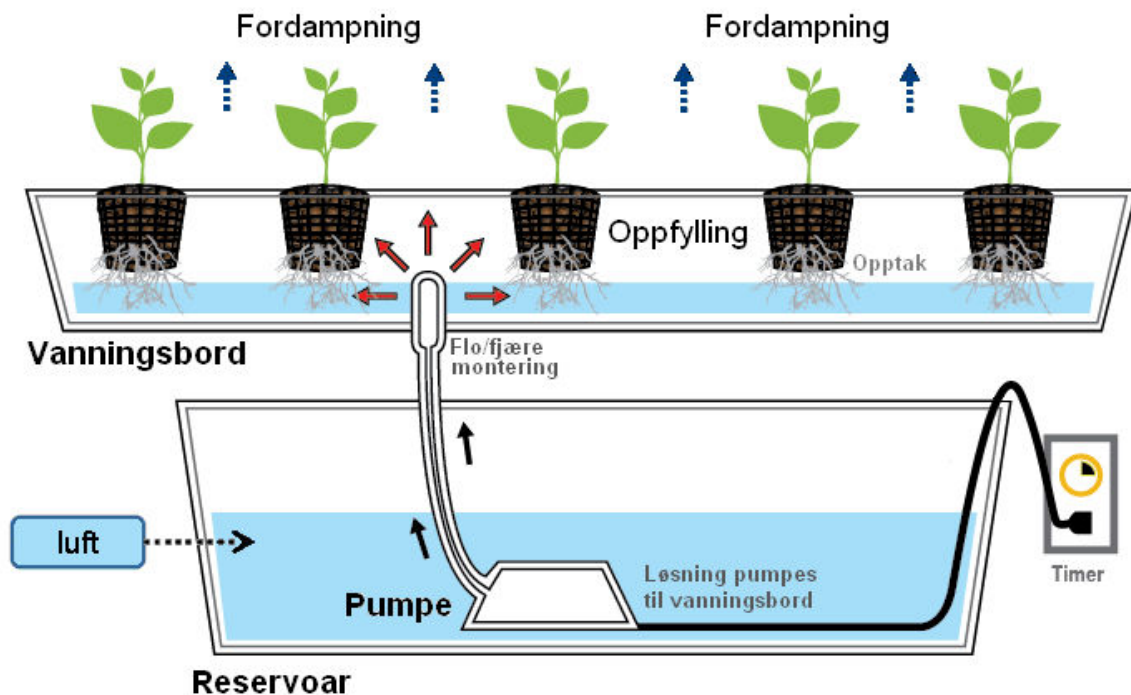 Fordampning
Fordampning
Oppfylling
Opptak
Vanningsbord
Flo/fjære
montering
luft
Løsning pumpes
til vanningsbord
Pumpe
Timer
Reservoar